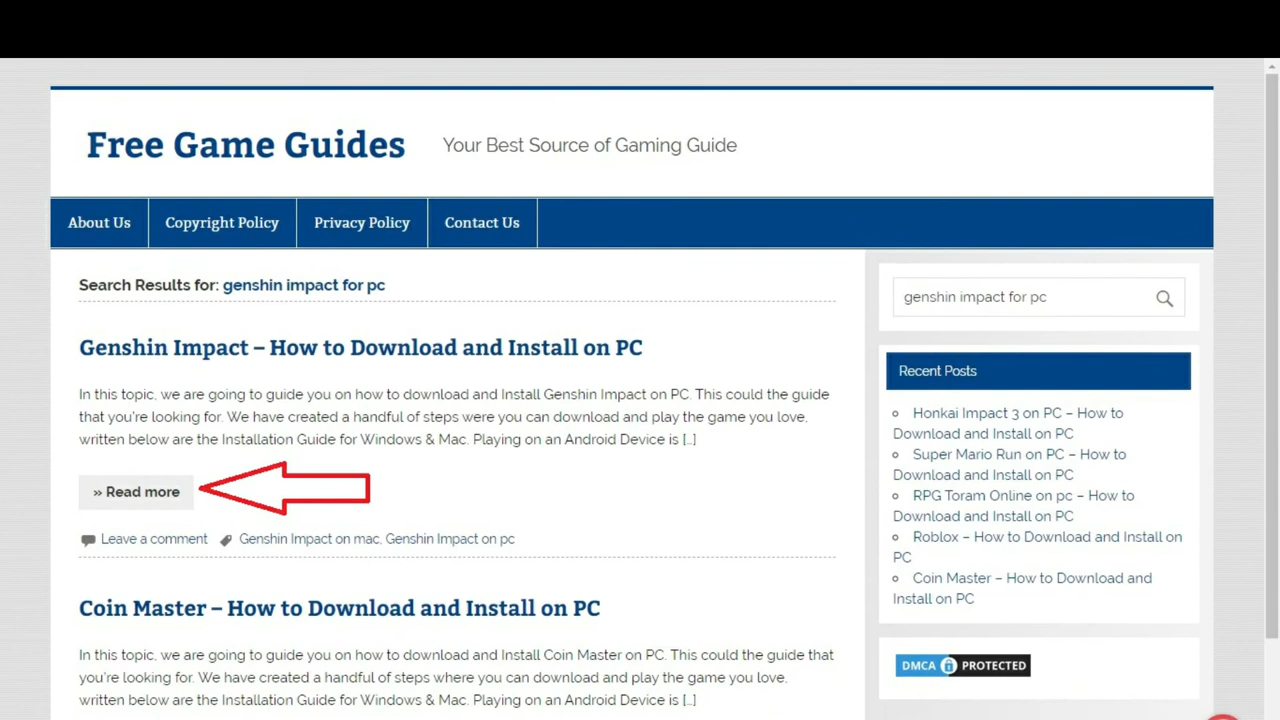 Free Game Guides
Your Best Source of Gaming Guide
About Us
Copyright Policy
Privacy Policy
Contact Us
Search Results for: genshin impact for pc
Genshin Impact – How to Download and Install on PC
In this topic, we are going to guide you on how to download and Install Genshin Impact on PC. This could the guide
that you're looking for. We have created a handful of steps were you can download and play the game you love,
written below are the Installation Guide for Windows & Mac. Playing on an Android Device is [...]
» Read more
Leave a comment
Genshin Impact on mac, Genshin Impact on pc
Coin Master – How to Download and Install on PC
In this topic, we are going to guide you on how to download and Install Coin Master on PC. This could the guide that
you're looking for. We have created a handful of steps where you can download and play the game you love,
written below are the Installation Guide for Windows & Mac. Playing on an Android Device is [...]
genshin impact for pc
Recent Posts
Honkai Impact 3 on PC – How to
Download and Install on PC
Super Mario Run on PC – How to
Download and Install on PC
RPG Toram Online on pc – How to
Download and Install on PC
Roblox – How to Download and Install on
PC
Coin Master – How to Download and
Install on PC
DMCA PROTECTED